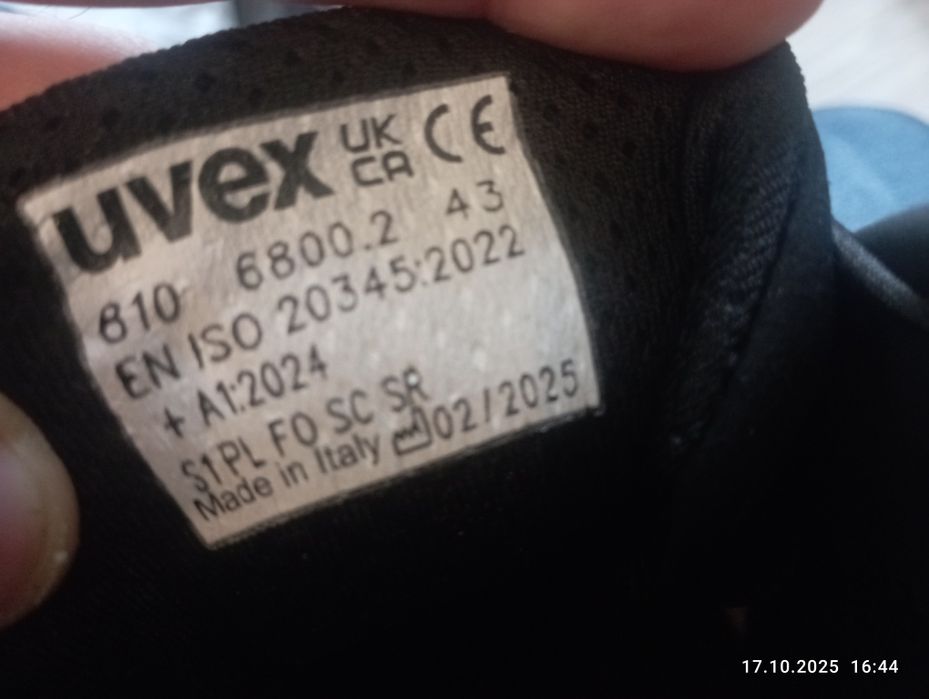 uvex UK CA CE
610 6800.2 43
EN ISO 20345:2022
+ A1:2024
S1PL FO SC SR
Made in Italy 02/2025
17.10.2025 16:44